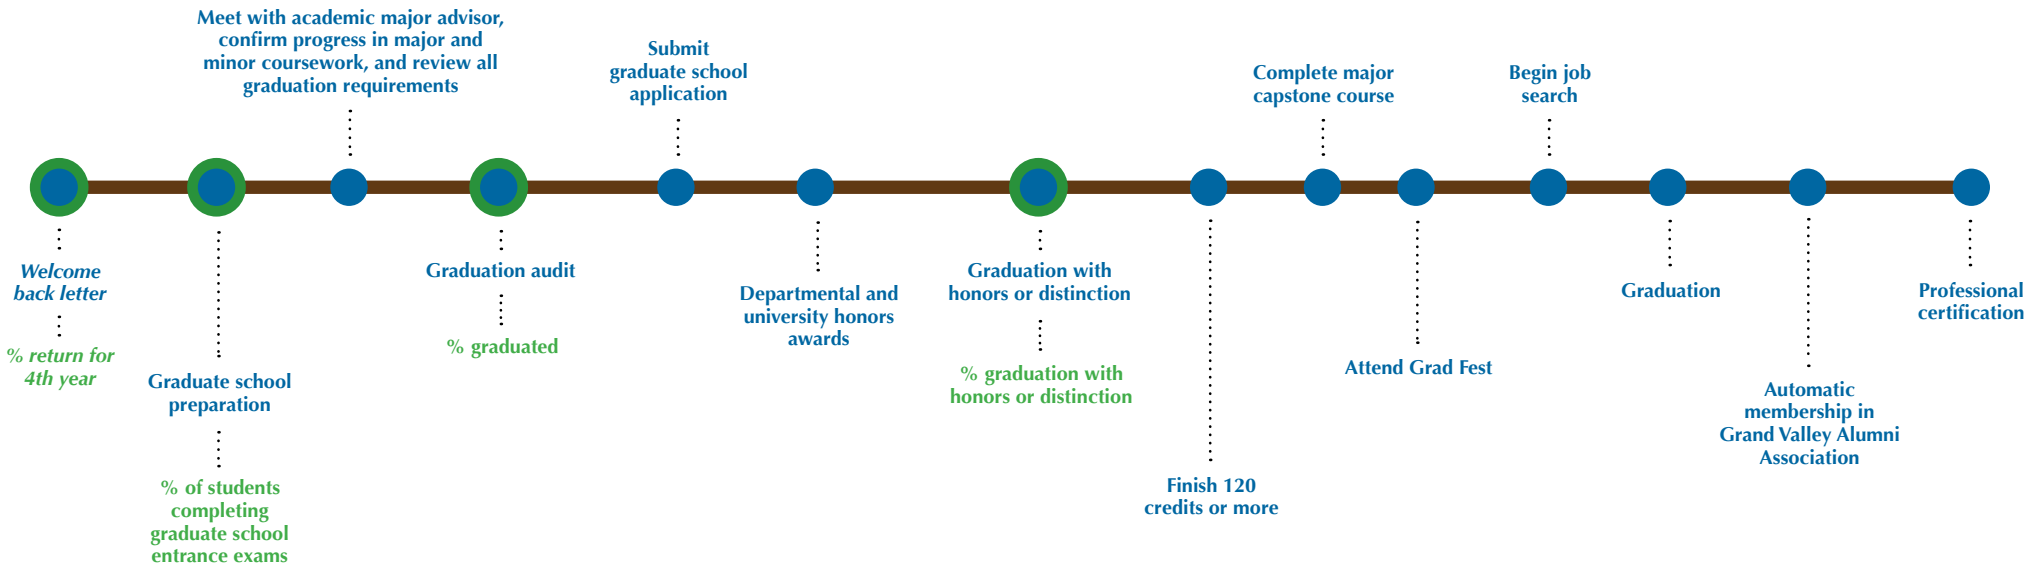 Meet with academic major advisor,
confirm progress in major and
minor coursework, and review all
graduation requirements
Submit
graduate school
application
Complete major
capstone course
Begin job
search
Welcome
back letter
% return for
4th year
Graduate school
preparation
% of students
completing
graduate school
entrance exams
Graduation audit
% graduated
Departmental and
university honors
awards
Graduation with
honors or distinction
% graduation with
honors or distinction
Finish 120
credits or more
Attend Grad Fest
Graduation
Automatic
membership in
Grand Valley Alumni
Association
Professional
certification